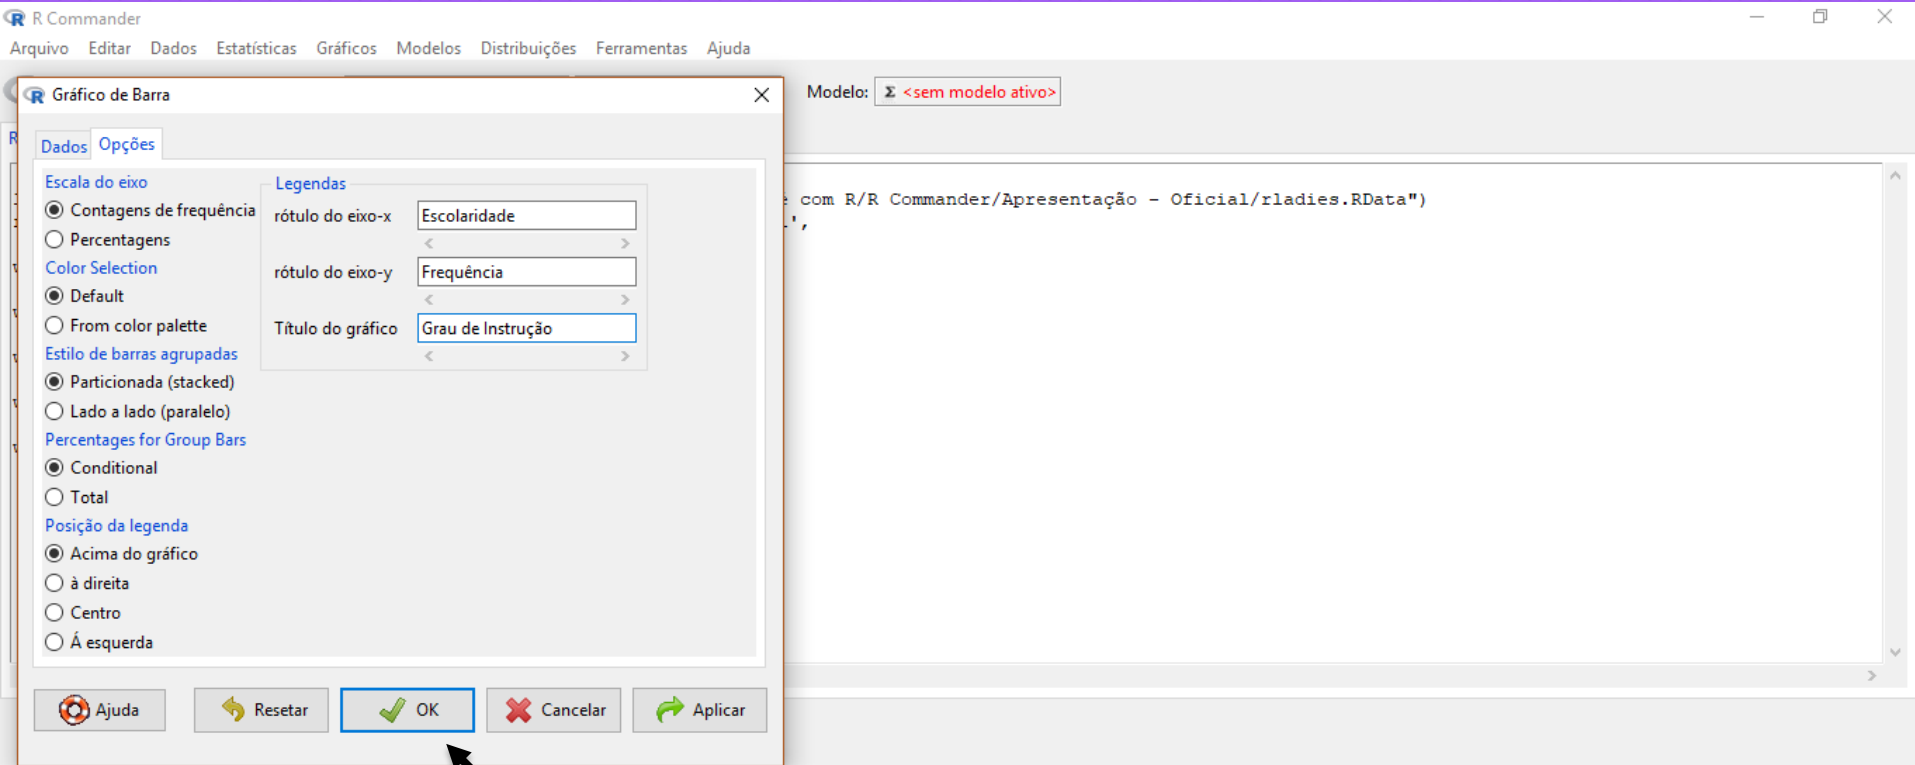 R Commander
Arquivo Editar Dados Estatísticas Gráficos Modelos Distribuições Ferramentas Ajuda
Gráfico de Barra
Modelo: Σ <sem modelo ativo>
Dados Opções
Escala do eixo
Contagens de frequência
Percentagens
Color Selection
Default
From color palette
Estilo de barras agrupadas
Particionada (stacked)
Lado a lado (paralelo)
Percentages for Group Bars
Conditional
Total
Posição da legenda
Acima do gráfico
à direita
Centro
Á esquerda
Legendas
rótulo do eixo-x Escolaridade
rótulo do eixo-y Frequência
Título do gráfico Grau de Instrução
com R/R Commander/Apresentação - Oficial/rladies.RData")
',
Ajuda Resetar OK Cancelar Aplicar